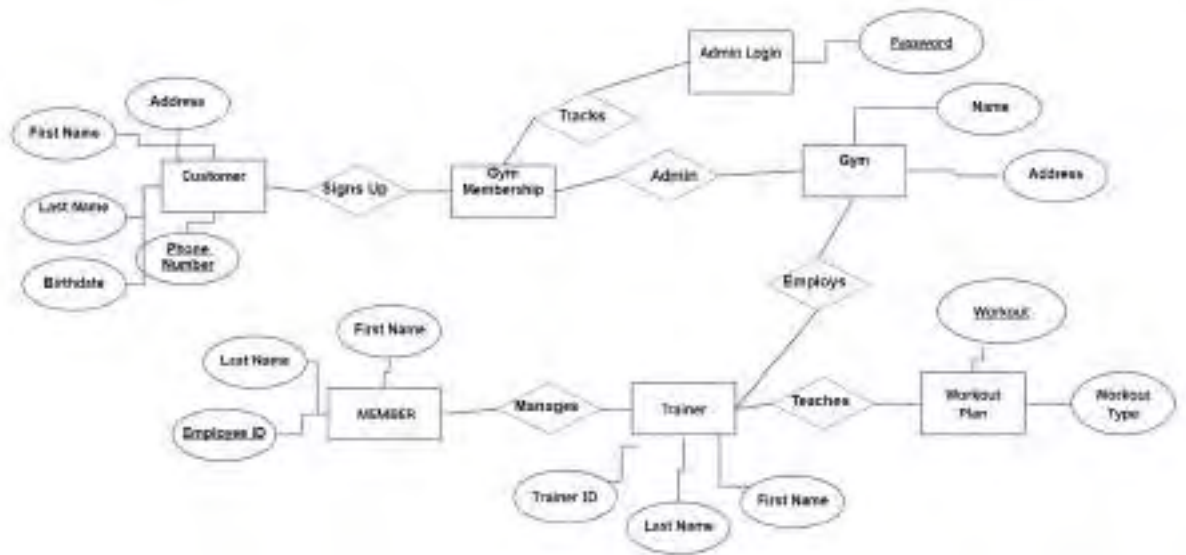 Admin Login
Password
Address
Tracks
Name
First Name
Customer
Signs Up
Gym
Membership
Admin
Gym
Address
Last Name
Phone
Number
Birthdate
Employs
Workout
First Name
Last Name
MEMBER
Manages
Trainer
Teaches
Workout
Plan
Workout
Type
Employee ID
Trainer ID
Last Name
First Name